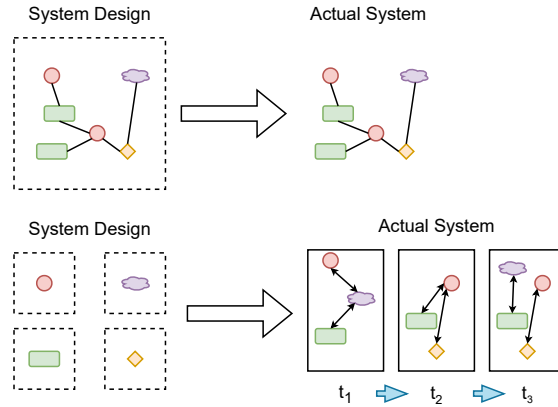 System Design
Actual System
System Design
Actual System
t1
t2
t3